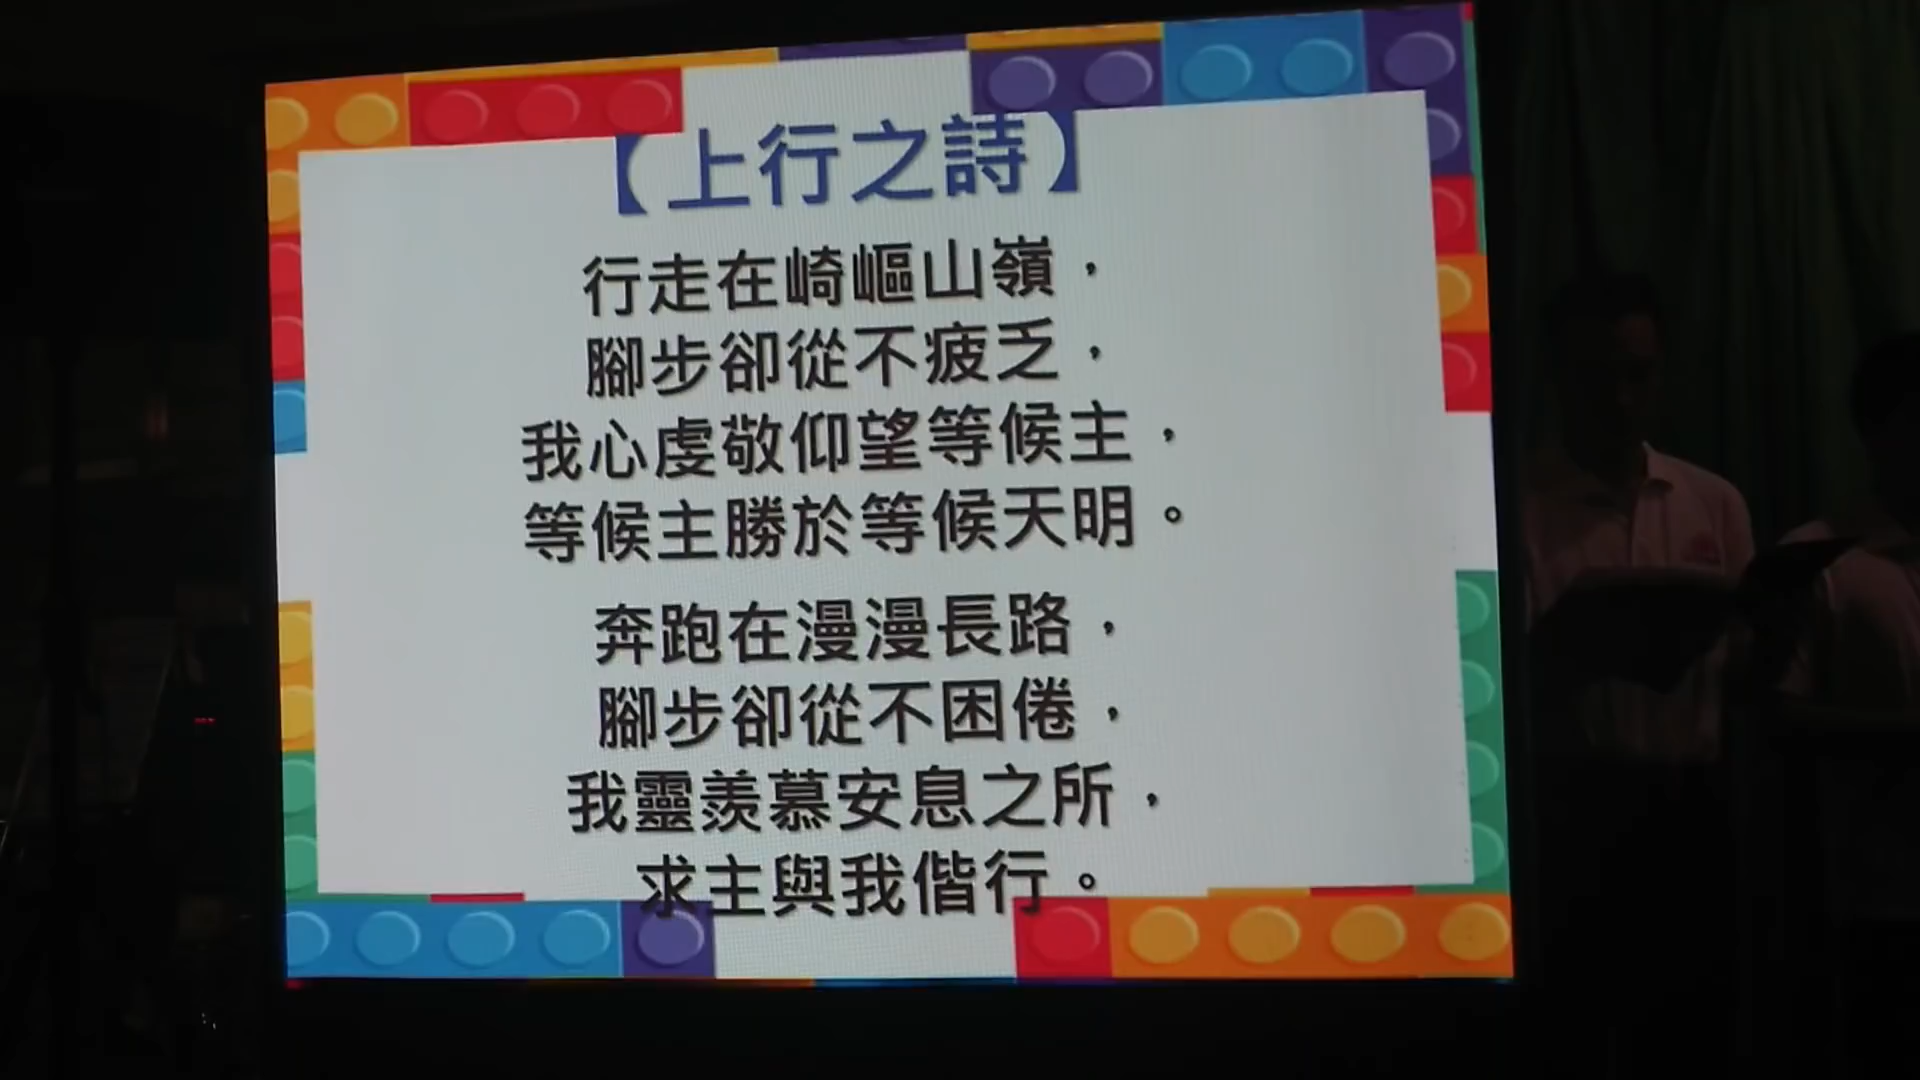 【上行之詩】
行走在崎嶇山嶺，
腳步卻從不疲乏，
我心虔敬仰望等候主，
等候主勝於等候天明。
奔跑在漫漫長路，
腳步卻從不困倦，
我靈羨慕安息之所，
求主與我偕行。